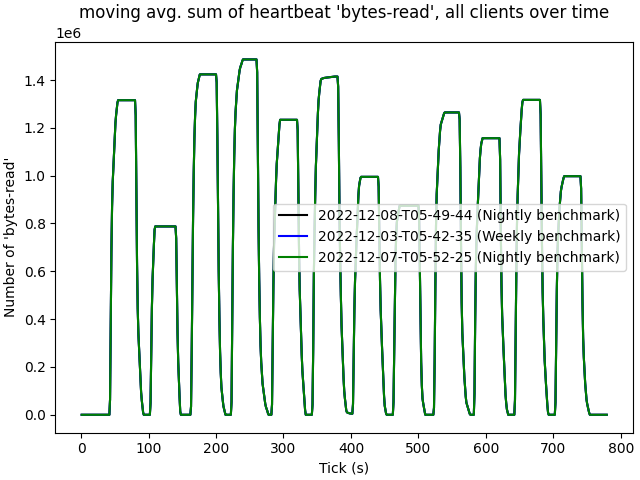 moving avg. sum of heartbeat 'bytes-read', all clients over time
1e6
Number of 'bytes-read'
1.4
1.2
1.0
0.8
0.6
0.4
0.2
0.0
2022-12-08-T05-49-44 (Nightly benchmark)
2022-12-03-T05-42-35 (Weekly benchmark)
2022-12-07-T05-52-25 (Nightly benchmark)
0 100 200 300 400 500 600 700 800
Tick (s)